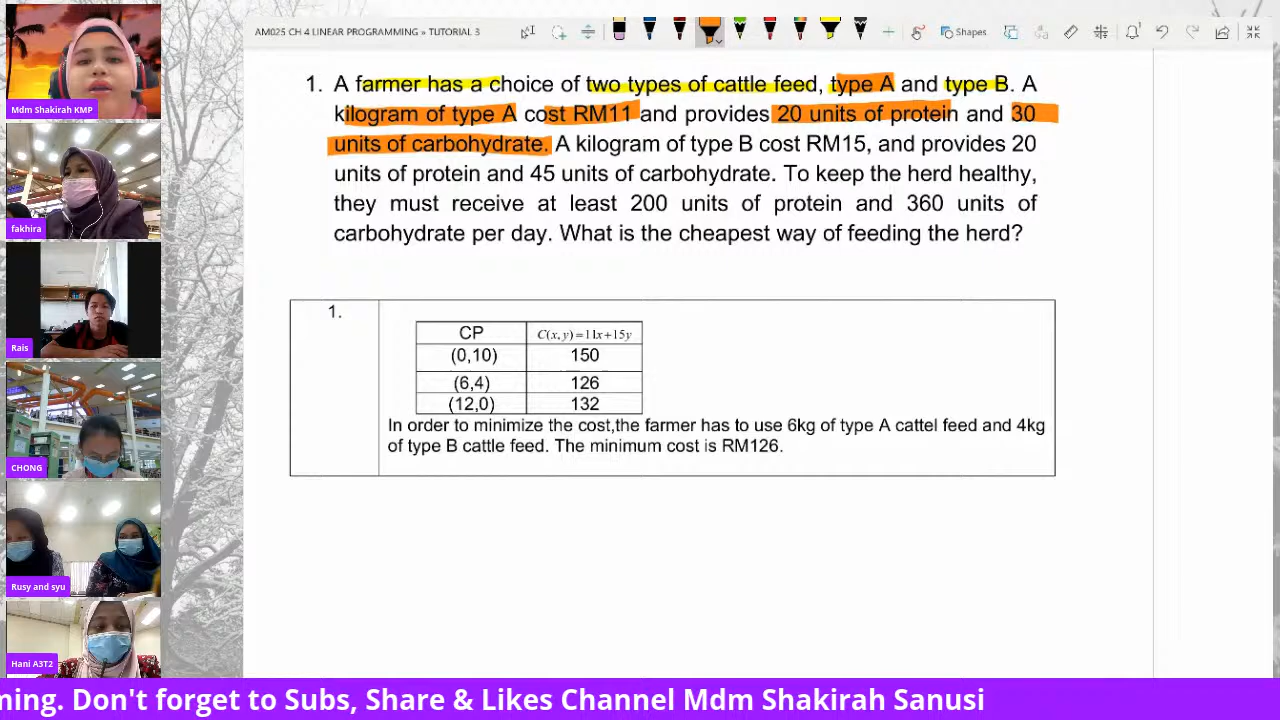 AM025 CH 4 LINEAR PROGRAMMING » TUTORIAL 3
Shapes
1. A farmer has a choice of two types of cattle feed, type A and type B. A
kilogram of type A cost RM11 and provides 20 units of protein and 30
units of carbohydrate. A kilogram of type B cost RM15, and provides 20
units of protein and 45 units of carbohydrate. To keep the herd healthy,
they must receive at least 200 units of protein and 360 units of
carbohydrate per day. What is the cheapest way of feeding the herd?
1.
CP C(x, y)=11x+15y
(0,10) 150
(6,4) 126
(12,0) 132
In order to minimize the cost,the farmer has to use 6kg of type A cattel feed and 4kg
of type B cattle feed. The minimum cost is RM126.
Mdm Shakirah KMP
fakhira
Rais
CHONG
Rusy and syu
Hani A3T2
ming. Don't forget to Subs, Share & Likes Channel Mdm Shakirah Sanusi